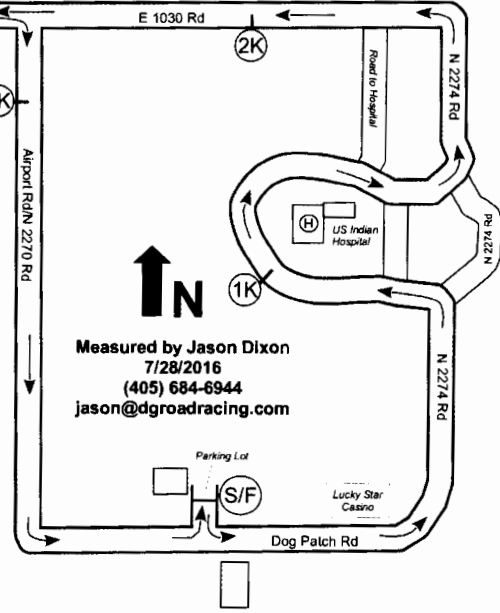 E 1030 Rd
2K
K
N 2274 Rd
Road to Hospital
Airport Rd/N 2270 Rd
H
US Indian
Hospital
N 2274 Rd
1K
N
N 2274 Rd
Measured by Jason Dixon
7/28/2016
(405) 684-6944
jason@dgroadracing.com
Parking Lot
S/F
Lucky Star
Casino
Dog Patch Rd